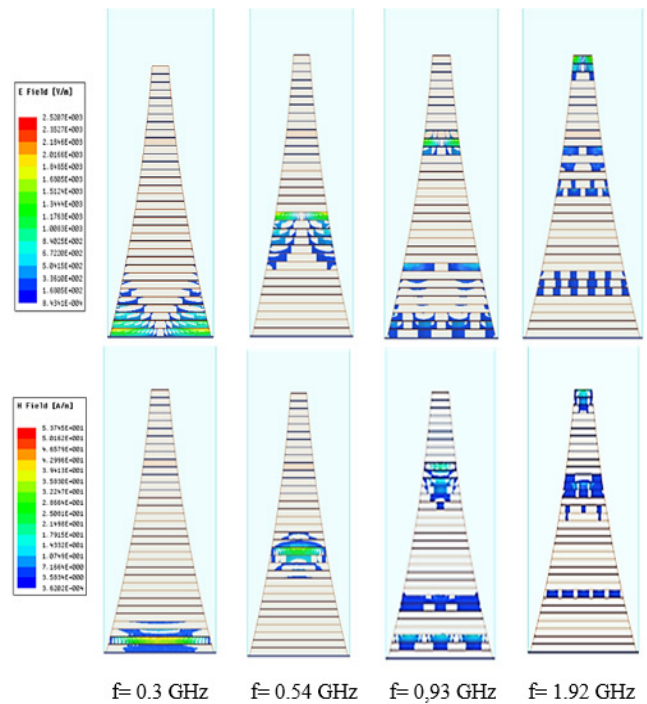 E Field [V/m]
2.5207E+003
2.3527E+003
2.1846E+003
2.0166E+003
1.8485E+003
1.6805E+003
1.5124E+003
1.3444E+003
1.1763E+003
1.0083E+003
8.4025E+002
6.7220E+002
5.0415E+002
3.3610E+002
1.6805E+002
8.4341E-004
H Field [A/m]
5.3745E+001
5.0162E+001
4.6579E+001
4.2996E+001
3.9413E+001
3.5830E+001
3.2247E+001
2.8664E+001
2.5081E+001
2.1498E+001
1.7915E+001
1.4332E+001
1.0749E+001
7.1664E+000
3.5834E+000
3.6202E-004
f= 0.3 GHz f= 0.54 GHz f= 0,93 GHz f= 1.92 GHz